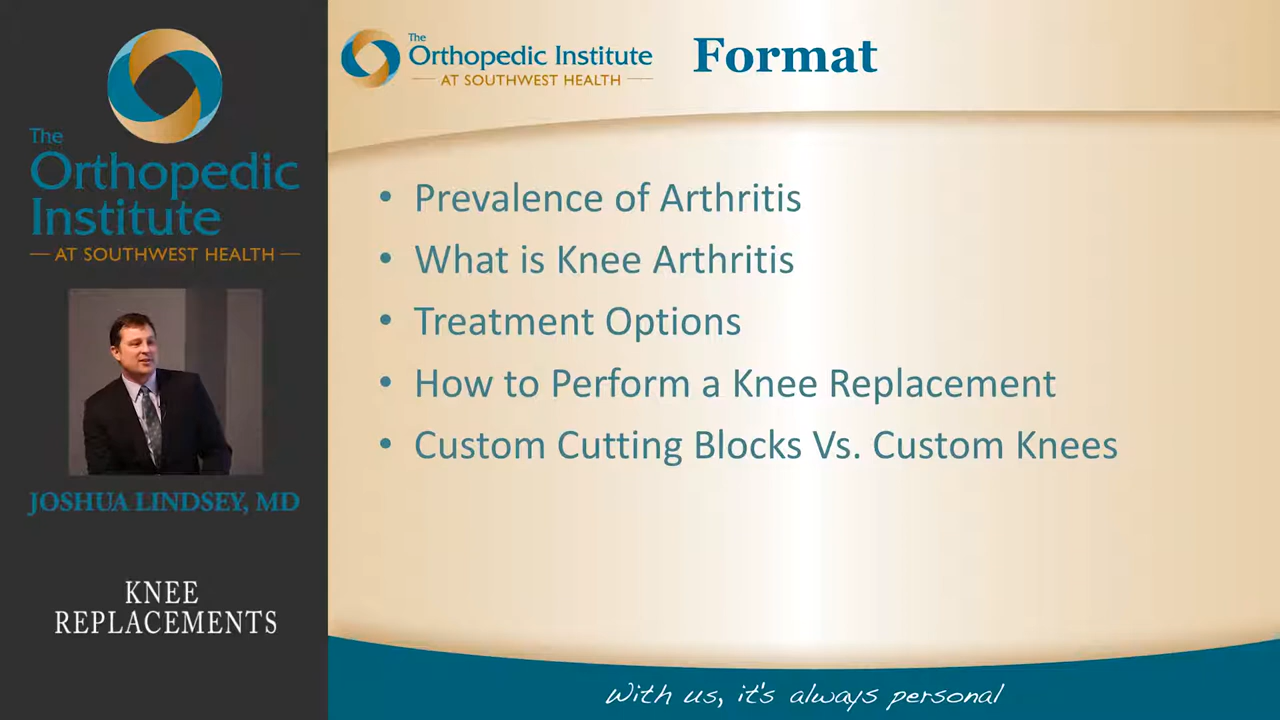 The
Orthopedic
Institute
AT SOUTHWEST HEALTH
JOSHUA LINDSEY, MD
KNEE
REPLACEMENTS
The
Orthopedic Institute
AT SOUTHWEST HEALTH
Format
• Prevalence of Arthritis
• What is Knee Arthritis
• Treatment Options
• How to Perform a Knee Replacement
• Custom Cutting Blocks Vs. Custom Knees
With us, it's always personal